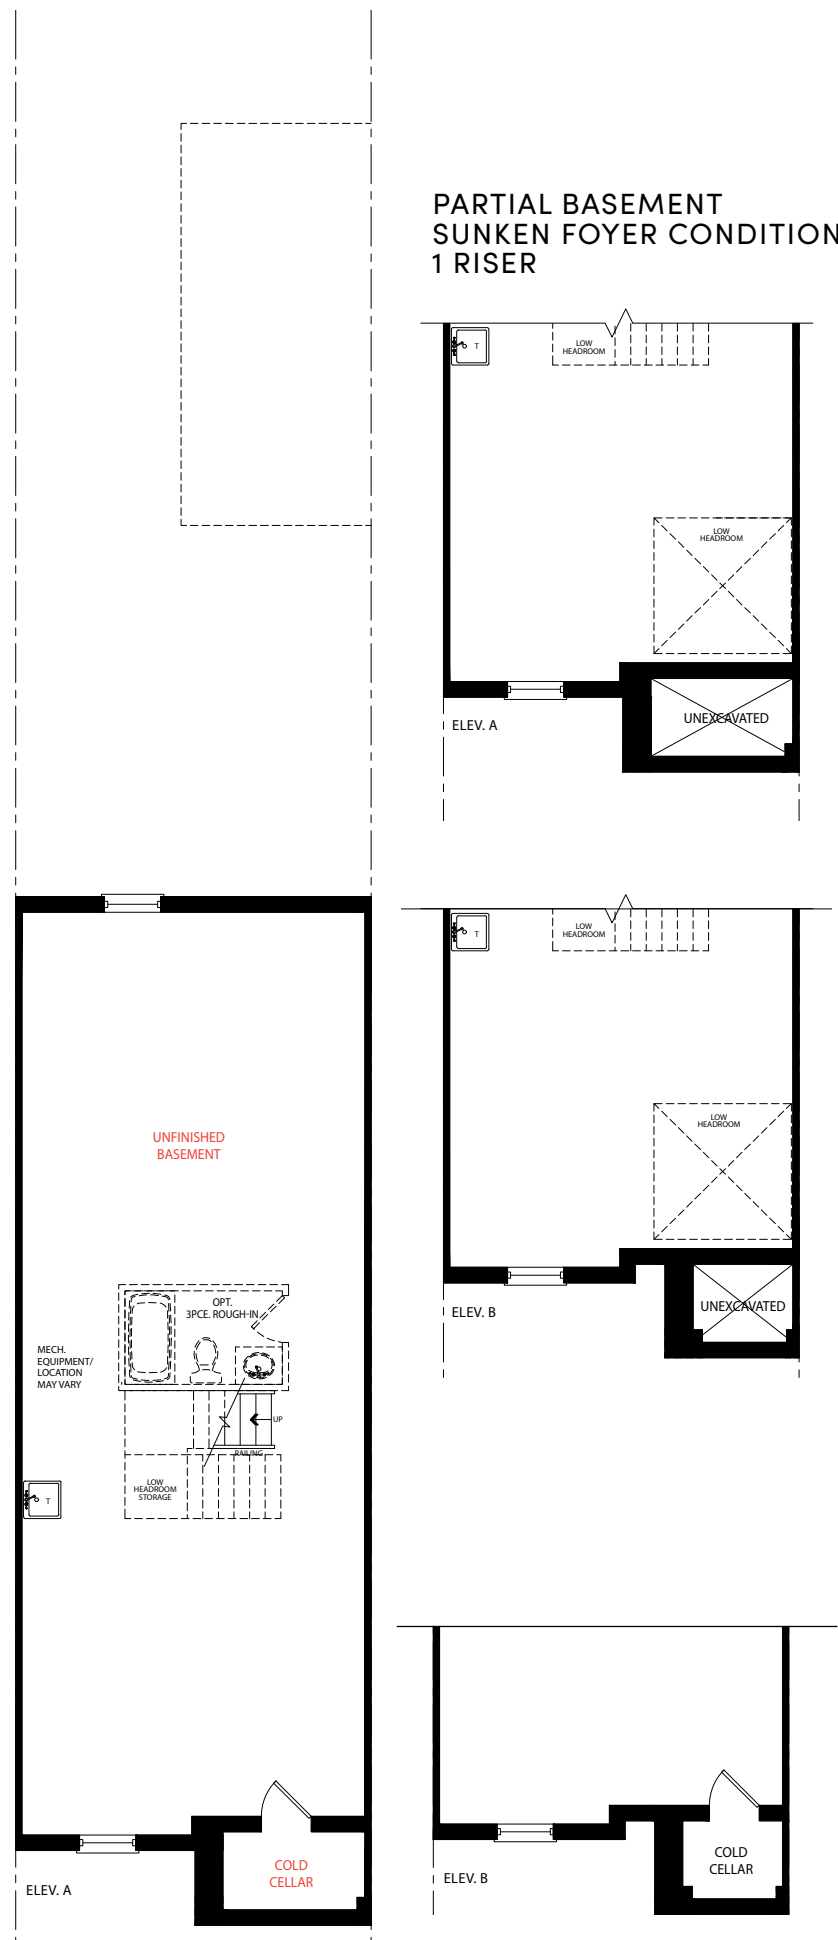 PARTIAL BASEMENT
SUNKEN FOYER CONDITION
1 RISER
T
LOW
HEADROOM
LOW
HEADROOM
UNEXCAVATED
ELEV. A
T
LOW
HEADROOM
LOW
HEADROOM
UNEXCAVATED
ELEV. B
UNFINISHED
BASEMENT
OPT.
3PCE. ROUGH-IN
MECH.
EQUIPMENT/
LOCATION
MAY VARY
UP
RAILING
LOW
HEADROOM
STORAGE
T
COLD
CELLAR
ELEV. A
COLD
CELLAR
ELEV. B